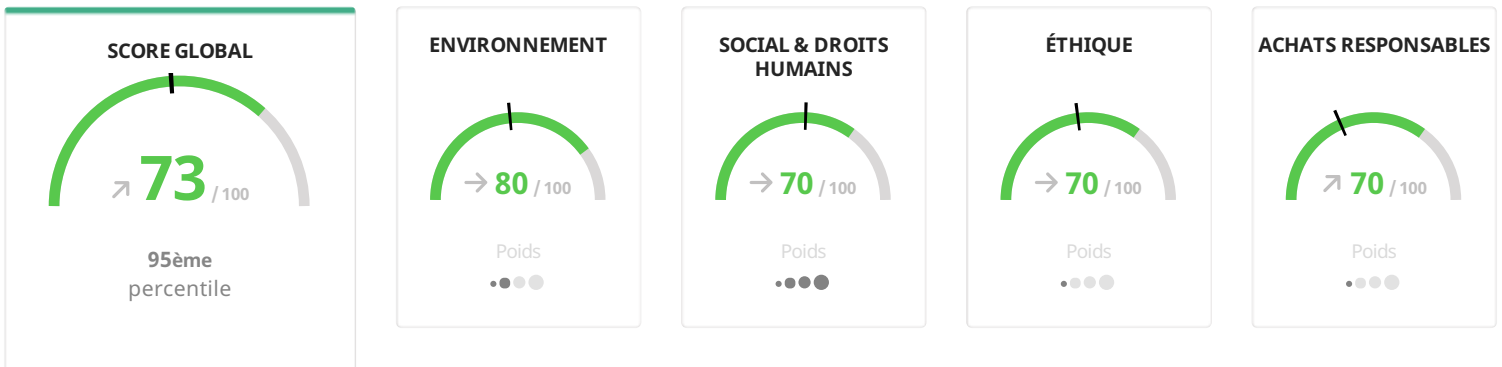 SCORE GLOBAL
73 / 100
95ème
percentile
ENVIRONNEMENT
80 / 100
Poids
SOCIAL & DROITS
HUMAINS
70 / 100
Poids
ÉTHIQUE
70 / 100
Poids
ACHATS RESPONSABLES
70 / 100
Poids